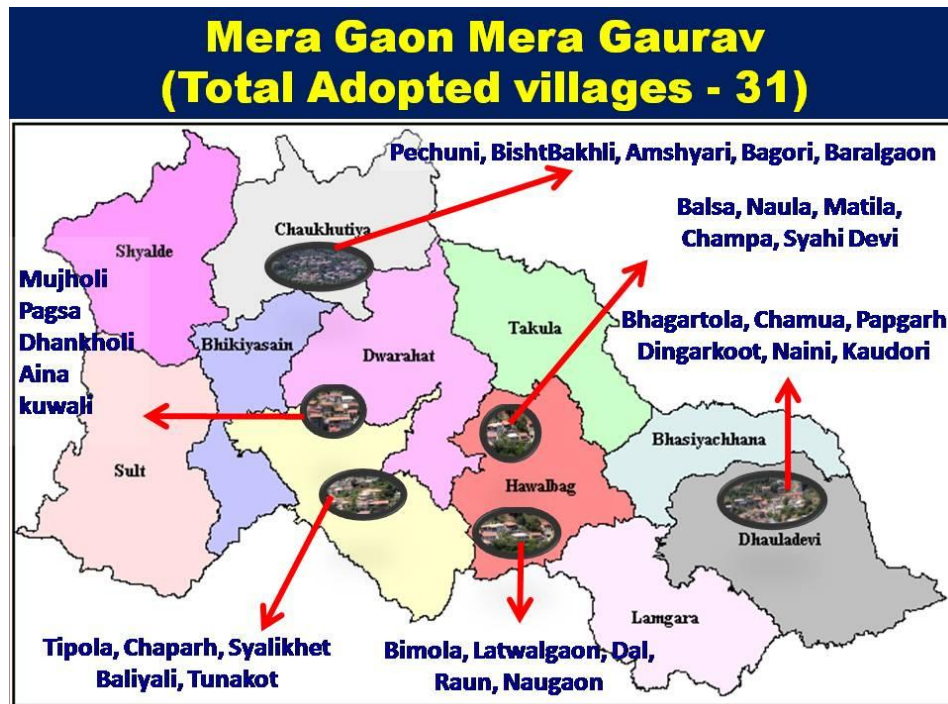 Mera Gaon Mera Gaurav
(Total Adopted villages - 31)
Pechuni, BishtBakhli, Amshyari, Bagori, Baralgaon
Balsa, Naula, Matila,
Champa, Syahi Devi
Chaukhutiya
Shyalde
Mujholi
Pagsa
Dhankholi
Aina
kuwali
Bhikiyasain
Dwarahat
Takula
Bhagartola, Chamua, Papgarh
Dingarkoot, Naini, Kaudori
Bhasiyachhana
Sult
Hawalbag
Dhauladevi
Lamgara
Tipola, Chaparh, Syalikhet
Baliyali, Tunakot
Bimola, Latwalgaon, Dal,
Raun, Naugaon